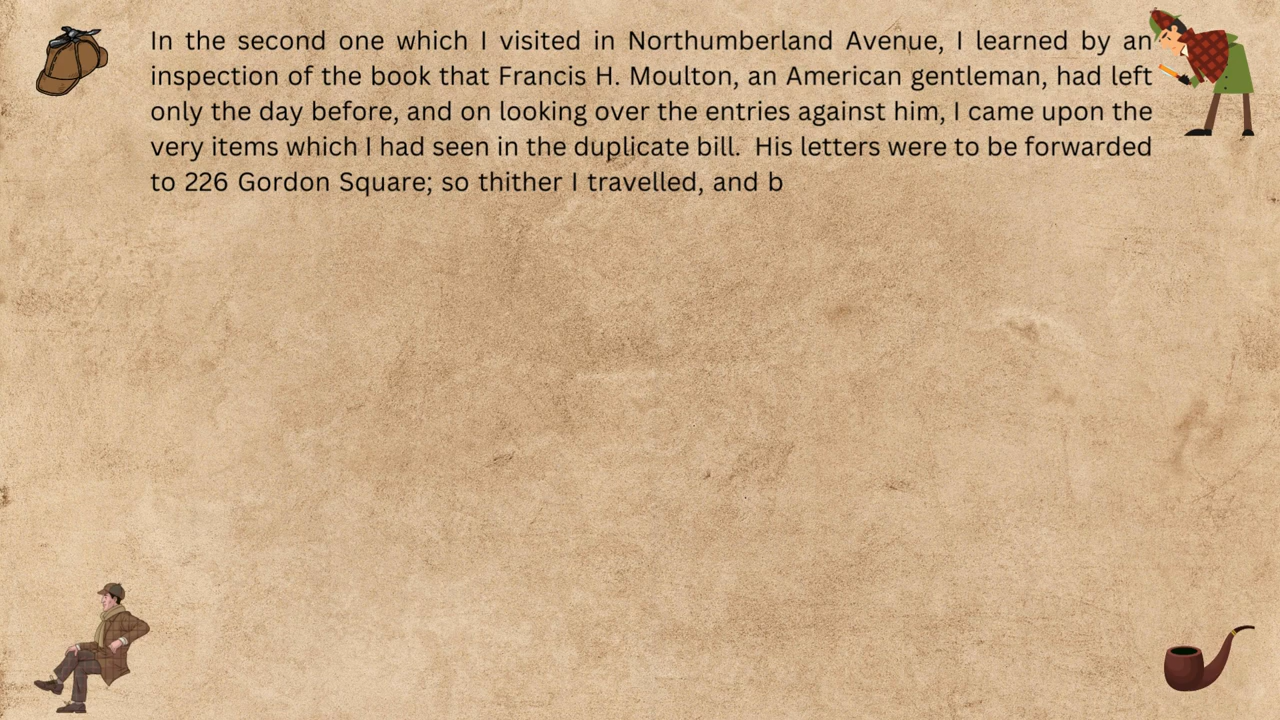 In the second one which I visited in Northumberland Avenue, I learned by an
inspection of the book that Francis H. Moulton, an American gentleman, had left
only the day before, and on looking over the entries against him, I came upon the
very items which I had seen in the duplicate bill.  His letters were to be forwarded
to 226 Gordon Square; so thither I travelled, and b